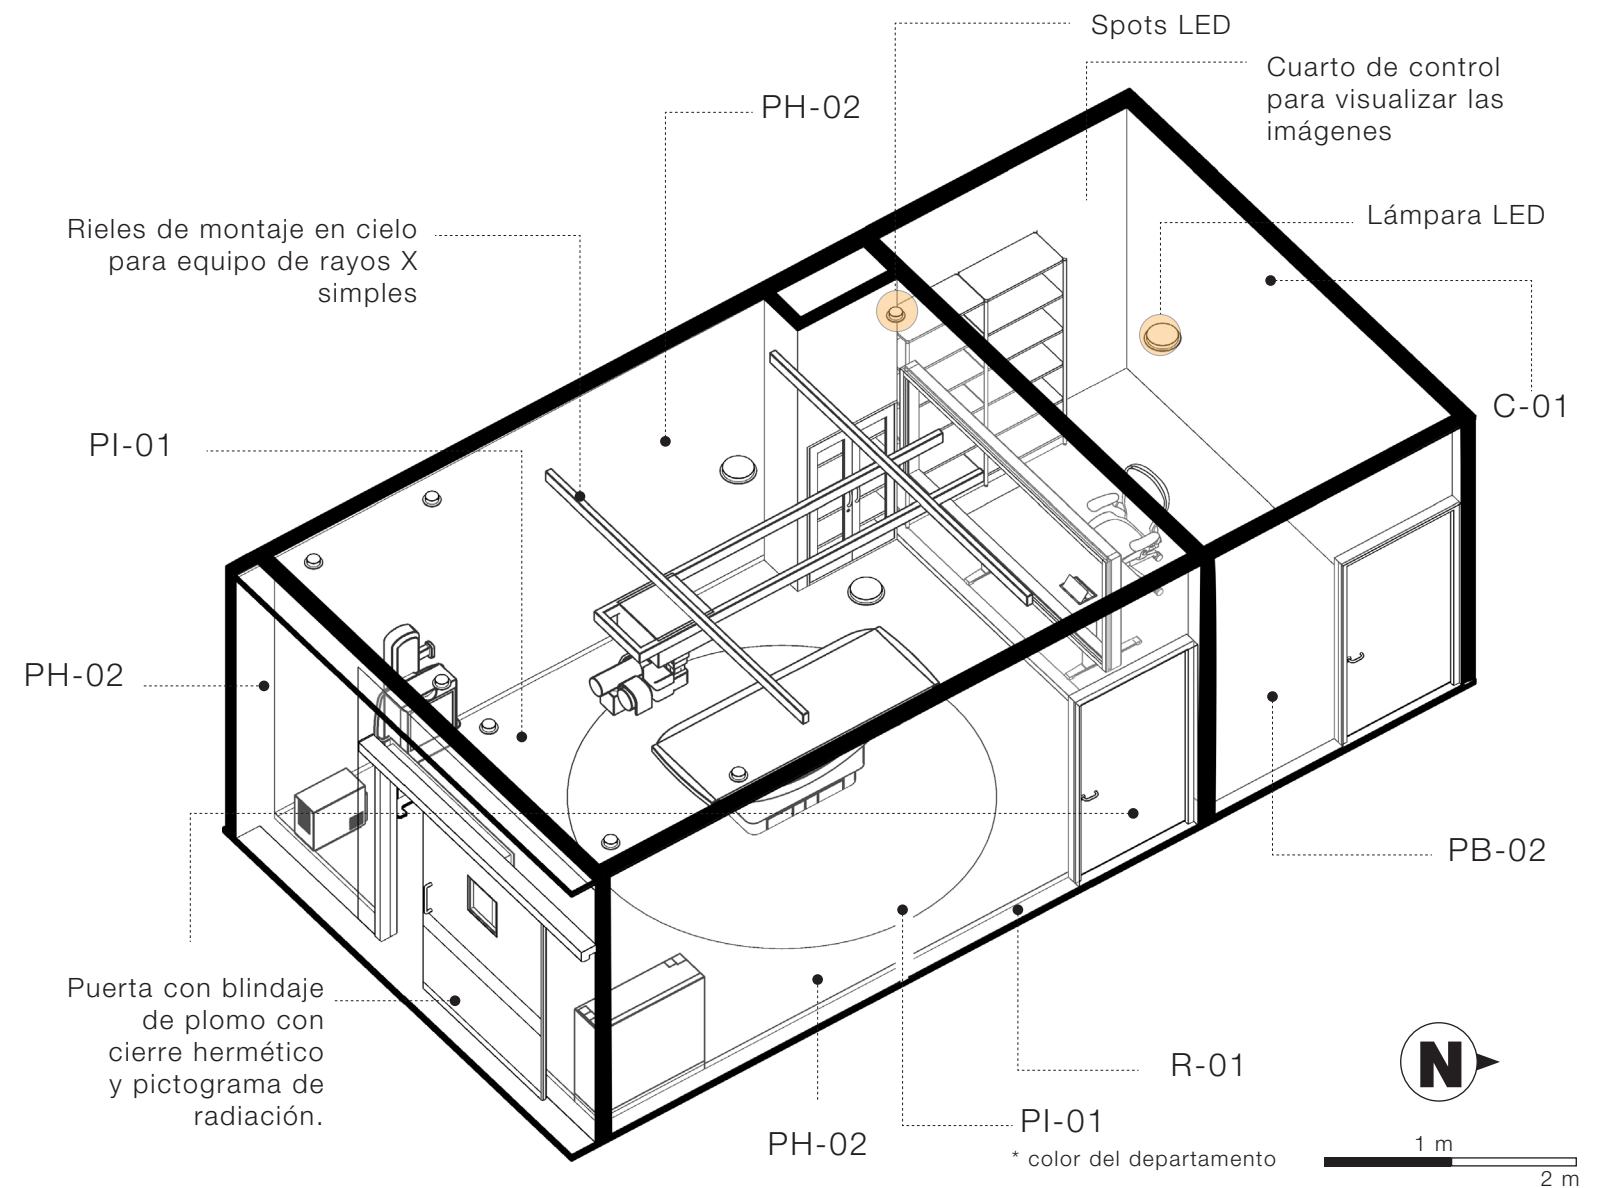 Spots LED
Cuarto de control
para visualizar las
imágenes
PH-02
Lámpara LED
Rieles de montaje en cielo
para equipo de rayos X
simples
C-01
PI-01
PH-02
PB-02
Puerta con blindaje
de plomo con
cierre hermético
y pictograma de
radiación.
R-01
PI-01
* color del departamento
PH-02
N
1 m
2 m